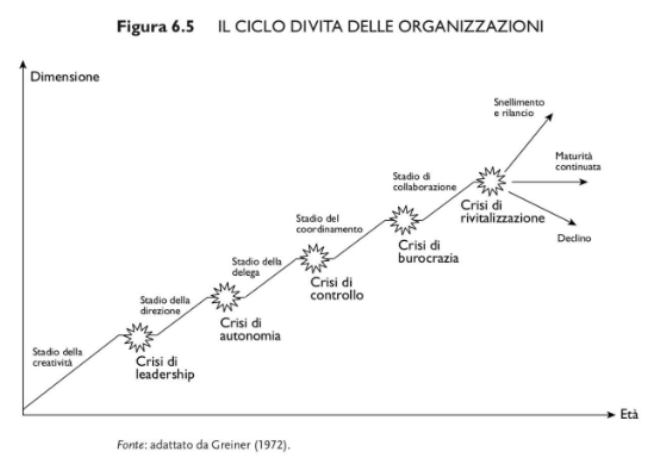 Figura 6.5 IL CICLO DIVITA DELLE ORGANIZZAZIONI
Dimensione
Snellimento
e rilancio
Maturità
continuata
Stadio di
collaborazione
Crisi di
rivitalizzazione
Declino
Stadio del
coordinamento
Crisi di
burocrazia
Stadio della
delega
Crisi di
controllo
Stadio della
direzione
Crisi di
autonomia
Stadio della
creatività
Crisi di
leadership
Età
Fonte: adattato da Greiner (1972).